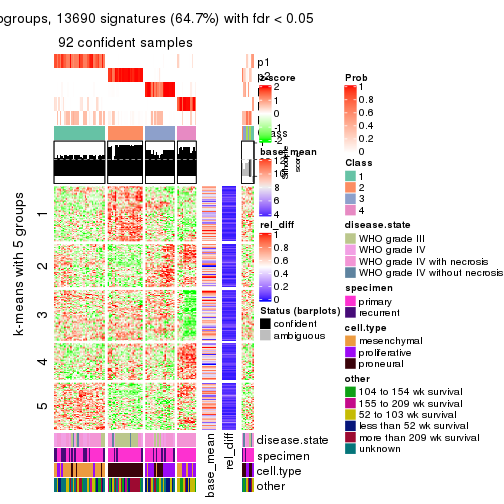 ogroups, 13690 signatures (64.7%) with fdr < 0.05
92 confident samples
p1
z-score
2
1
0
-1
-2
base_mean
12
10
8
6
4
rel_diff
1
0.8
0.6
0.4
0.2
0
Status (barplots)
confident
ambiguous
Prob
1
0.8
0.6
0.4
0.2
0
Class
1
2
3
4
disease.state
WHO grade III
WHO grade IV
WHO grade IV with necrosis
WHO grade IV without necrosis
specimen
primary
recurrent
cell.type
mesenchymal
proliferative
proneural
other
104 to 154 wk survival
155 to 209 wk survival
52 to 103 wk survival
less than 52 wk survival
more than 209 wk survival
unknown
k-means with 5 groups
1
2
3
4
5
disease.state
specimen
cell.type
other
base_mean
rel_diff